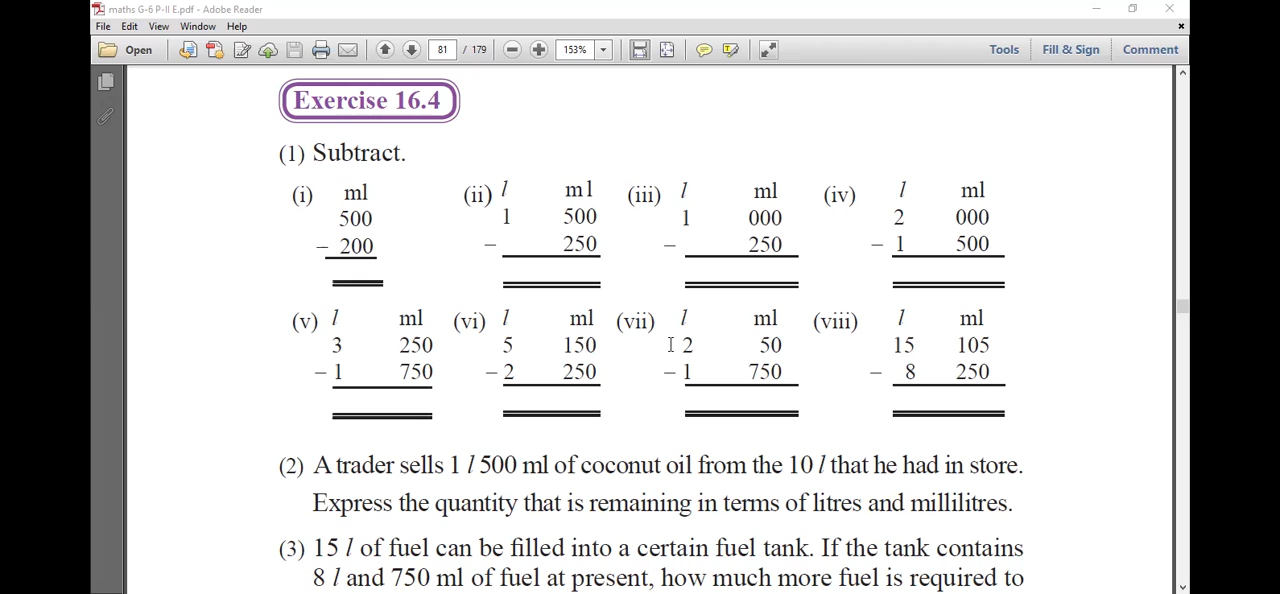 maths G-6 P-II E.pdf - Adobe Reader
File Edit View Window Help
Open 81 / 179 153% Tools Fill & Sign Comment
Exercise 16.4
(1) Subtract.
(i) ml (ii) l ml (iii) l ml (iv) l ml
500 1 500 1 000 2 000
– 200 – 250 – 250 – 1 500
(v) l ml (vi) l ml (vii) l ml (viii) l ml
3 250 5 150 2 50 15 105
– 1 750 – 2 250 – 1 750 – 8 250
(2) A trader sells 1 l 500 ml of coconut oil from the 10 l that he had in store.
Express the quantity that is remaining in terms of litres and millilitres.
(3) 15 l of fuel can be filled into a certain fuel tank. If the tank contains
8 l and 750 ml of fuel at present, how much more fuel is required to